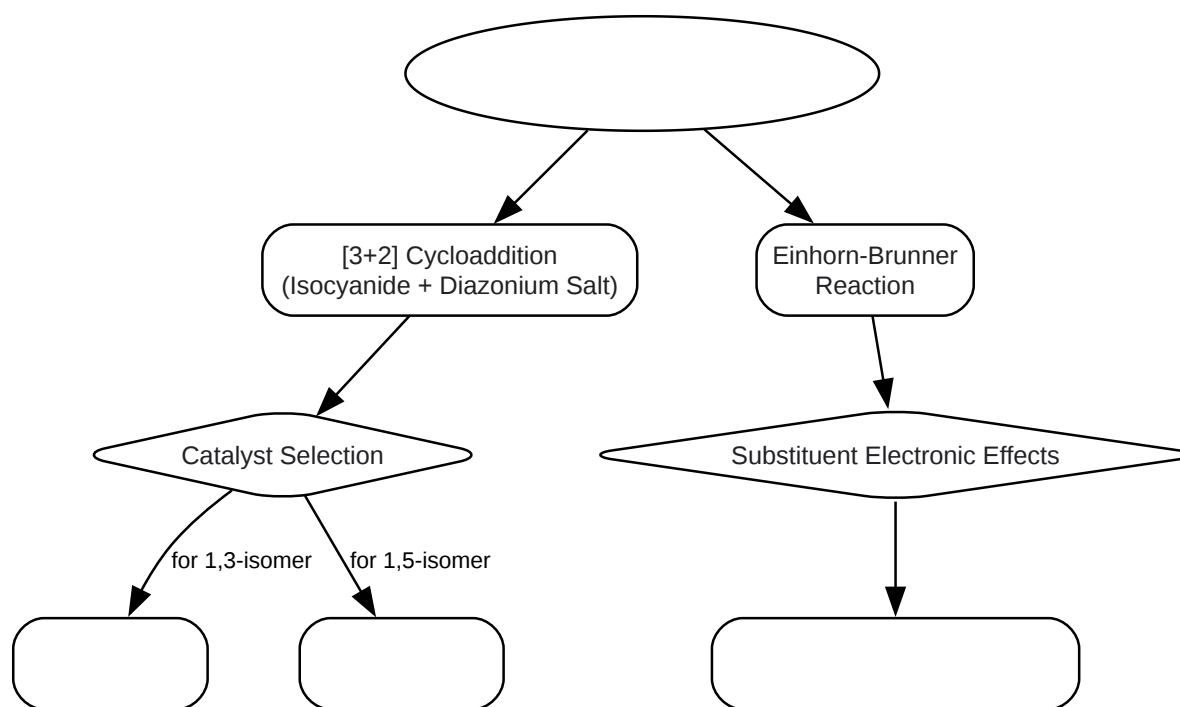 [3+2] Cycloaddition
(Isocyanide + Diazonium Salt)
Einhorn-Brunner
Reaction
Catalyst Selection
Substituent Electronic Effects
for 1,3-isomer
for 1,5-isomer